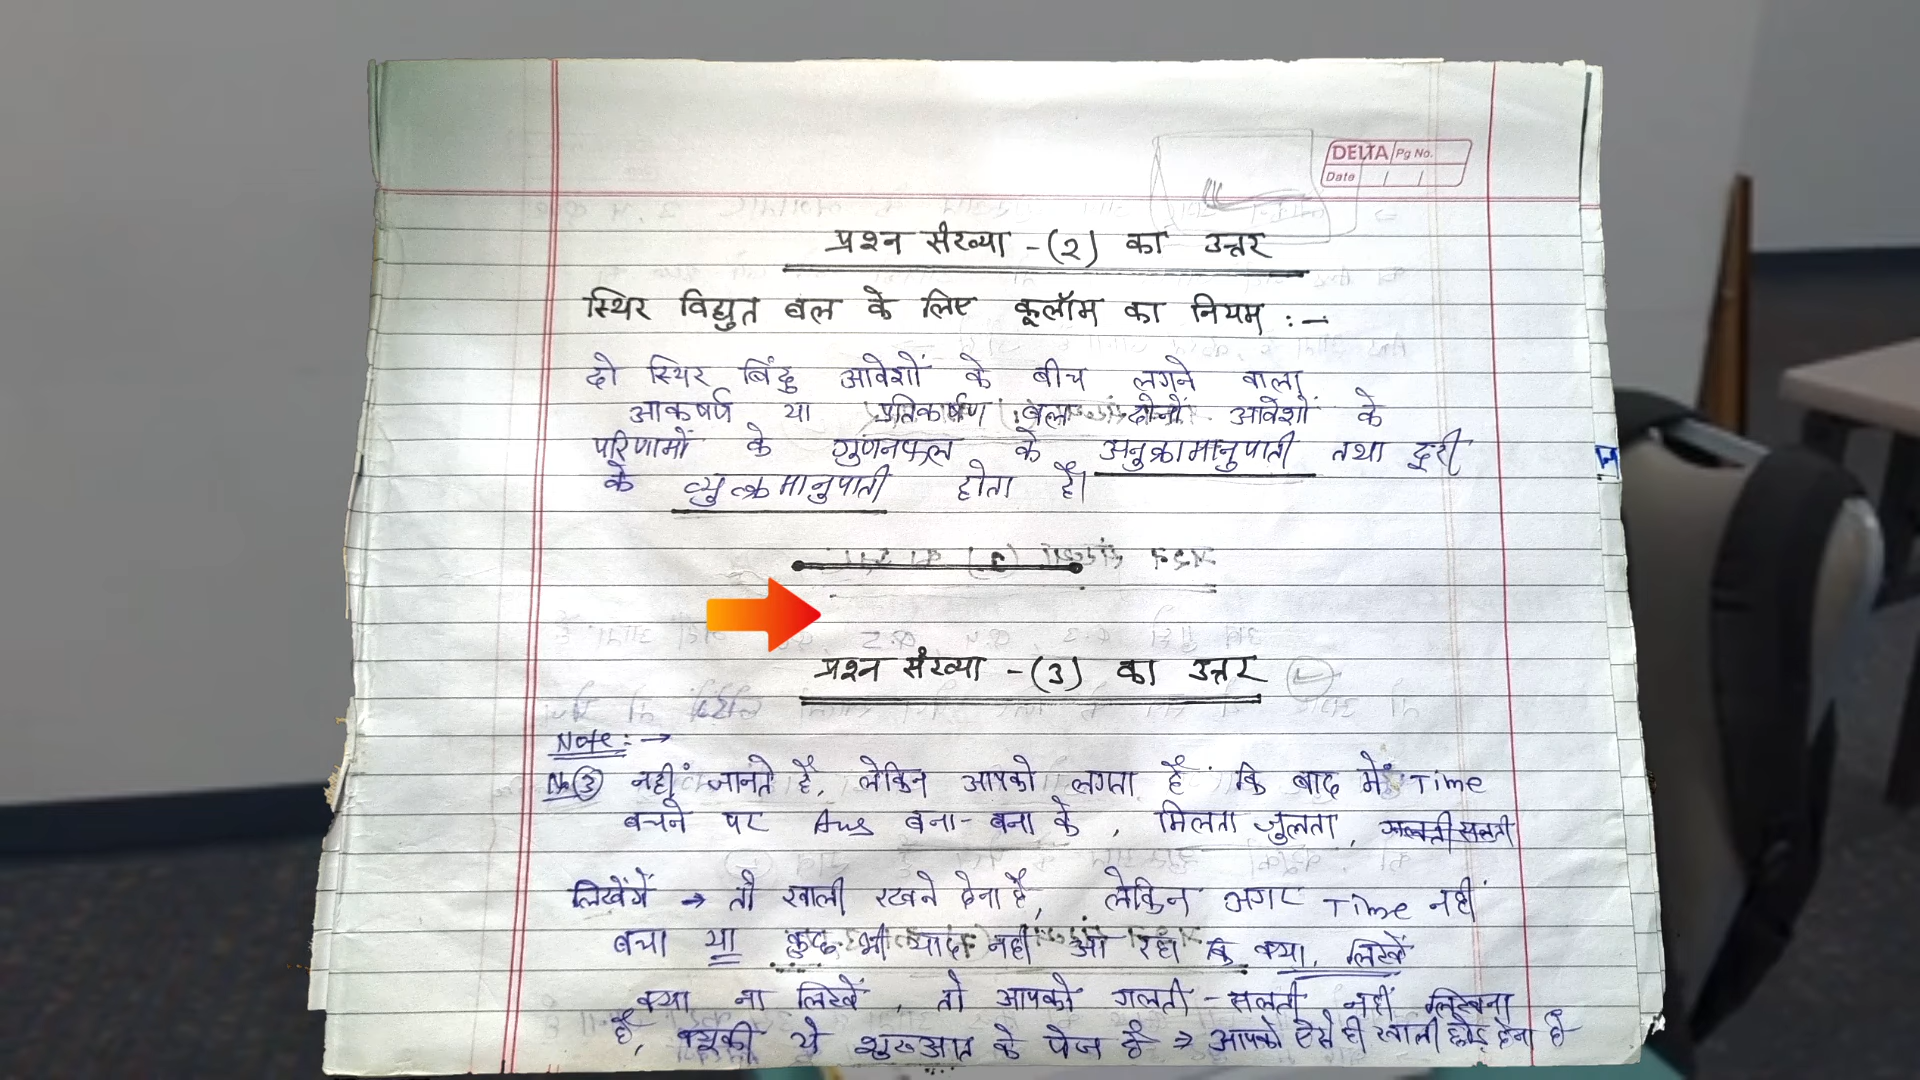 DELTA Pg No.
Date / /
प्रश्न संख्या -(2) का उत्तर
स्थिर विद्युत बल के लिए कूलॉम का नियम :-
दो स्थिर बिंदु आवेशों के बीच लगने वाला
आकर्षण या प्रतिकार्षण बल दोनों आवेशों के
परिणामों के गुणनफल के अनुक्रामानुपाती तथा दूरी
के व्युत्क्रमानुपाती होता है।
प्रश्न संख्या -(3) का उत्तर
Note :- →
(3) नहीं जानते है, लेकिन आपको लगता है कि बाद में Time
बचने पर Ans बना-बना के, मिलता जुलता, गलती सलती
लिखेंगें → तो खाली रखने देना है, लेकिन अगर Time नहीं
बचा या कुछ भी याद नहीं आ रहा कि क्या लिखें
क्या ना लिखें, तो आपको गलती-सलती नहीं लिखना
है, क्यूंकी ये शुरुआत के पेज है ⇒ आपको ऐसे ही खाली छोड़ देना है